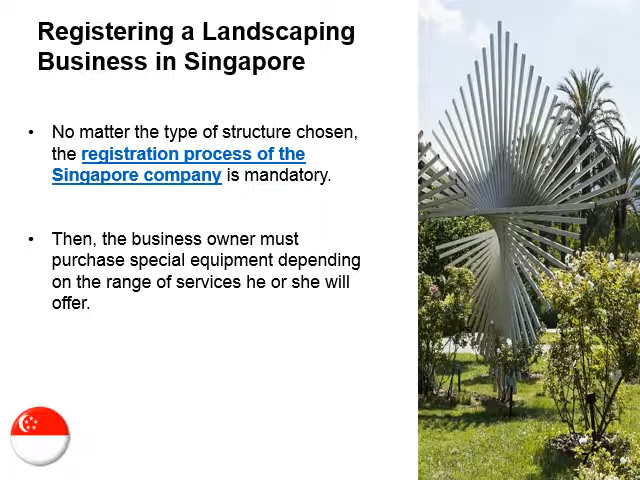 Registering a Landscaping
Business in Singapore
• No matter the type of structure chosen,
the registration process of the
Singapore company is mandatory.
• Then, the business owner must
purchase special equipment depending
on the range of services he or she will
offer.